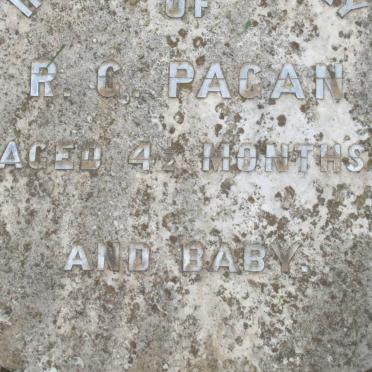 OF
R. G. PAGAN
AGED 4½ MONTHS
AND BABY.